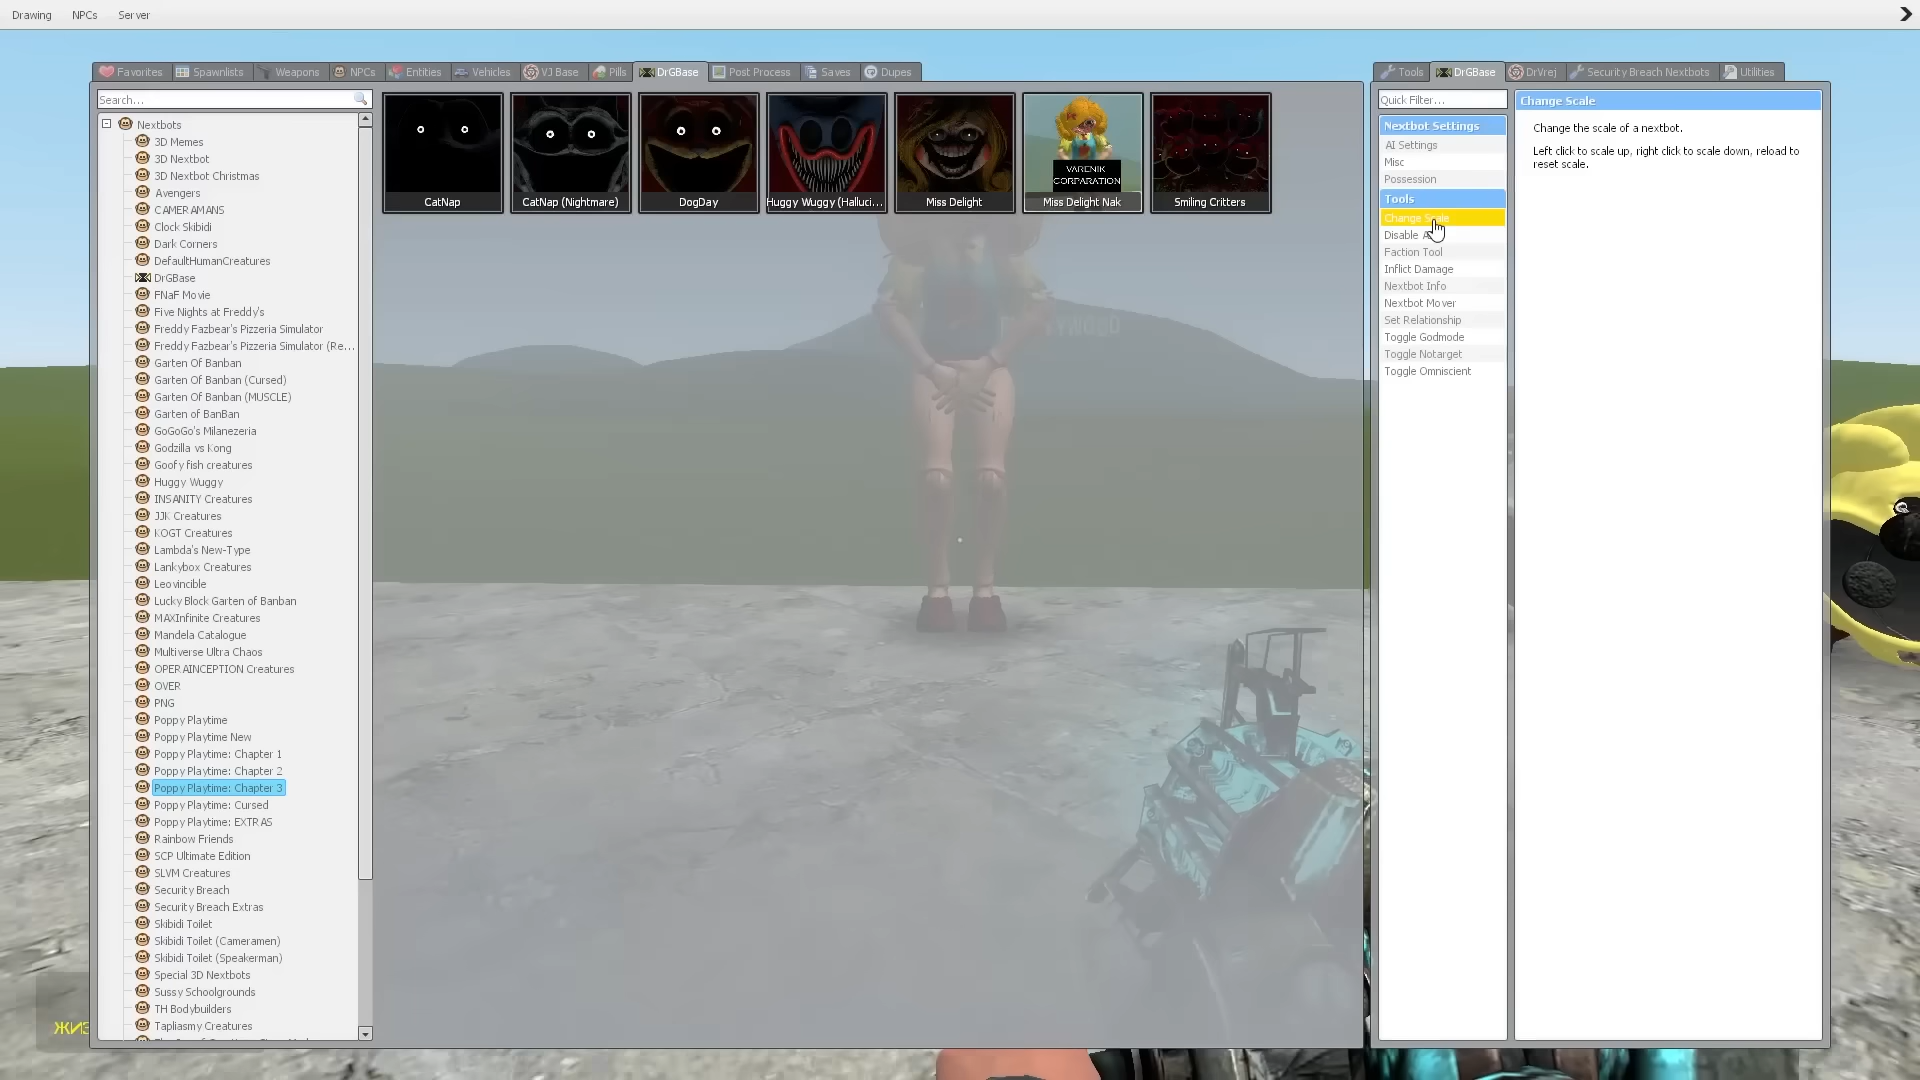 Drawing NPCs Server
Favorites Spawnlists Weapons NPCs Entities Vehicles VJ Base Pills DrGBase Post Process Saves Dupes
Tools DrGBase DrVrej Security Breach Nextbots Utilities
Search...
Nextbots
3D Memes
3D Nextbot
3D Nextbot Christmas
Avengers
CAMERAMANS
Clock Skibidi
Dark Corners
DefaultHumanCreatures
DrGBase
FNaF Movie
Five Nights at Freddy's
Freddy Fazbear's Pizzeria Simulator
Freddy Fazbear's Pizzeria Simulator (Re...
Garten Of Banban
Garten Of Banban (Cursed)
Garten Of Banban (MUSCLE)
Garten of BanBan
GoGoGo's Milanezeria
Godzilla vs Kong
Goofy fish creatures
Huggy Wuggy
INSANITY Creatures
JJK Creatures
KOGT Creatures
Lambda's New-Type
Lankybox Creatures
Leovincible
Lucky Block Garten of Banban
MAXInfinite Creatures
Mandela Catalogue
Multiverse Ultra Chaos
OPERAINCEPTION Creatures
OVER
PNG
Poppy Playtime
Poppy Playtime New
Poppy Playtime: Chapter 1
Poppy Playtime: Chapter 2
Poppy Playtime: Chapter 3
Poppy Playtime: Cursed
Poppy Playtime: EXTRAS
Rainbow Friends
SCP Ultimate Edition
SLVM Creatures
Security Breach
Security Breach Extras
Skibidi Toilet
Skibidi Toilet (Cameramen)
Skibidi Toilet (Speakerman)
Special 3D Nextbots
Sussy Schoolgrounds
TH Bodybuilders
Tapliasmy Creatures
CatNap
CatNap (Nightmare)
DogDay
Huggy Wuggy (Halluci...
Miss Delight
VARENIK
CORPARATION
Miss Delight Nak
Smiling Critters
Quick Filter...
Nextbot Settings
AI Settings
Misc
Possession
Tools
Change Scale
Disable
Faction Tool
Inflict Damage
Nextbot Info
Nextbot Mover
Set Relationship
Toggle Godmode
Toggle Notarget
Toggle Omniscient
Change Scale
Change the scale of a nextbot.
Left click to scale up, right click to scale down, reload to
reset scale.